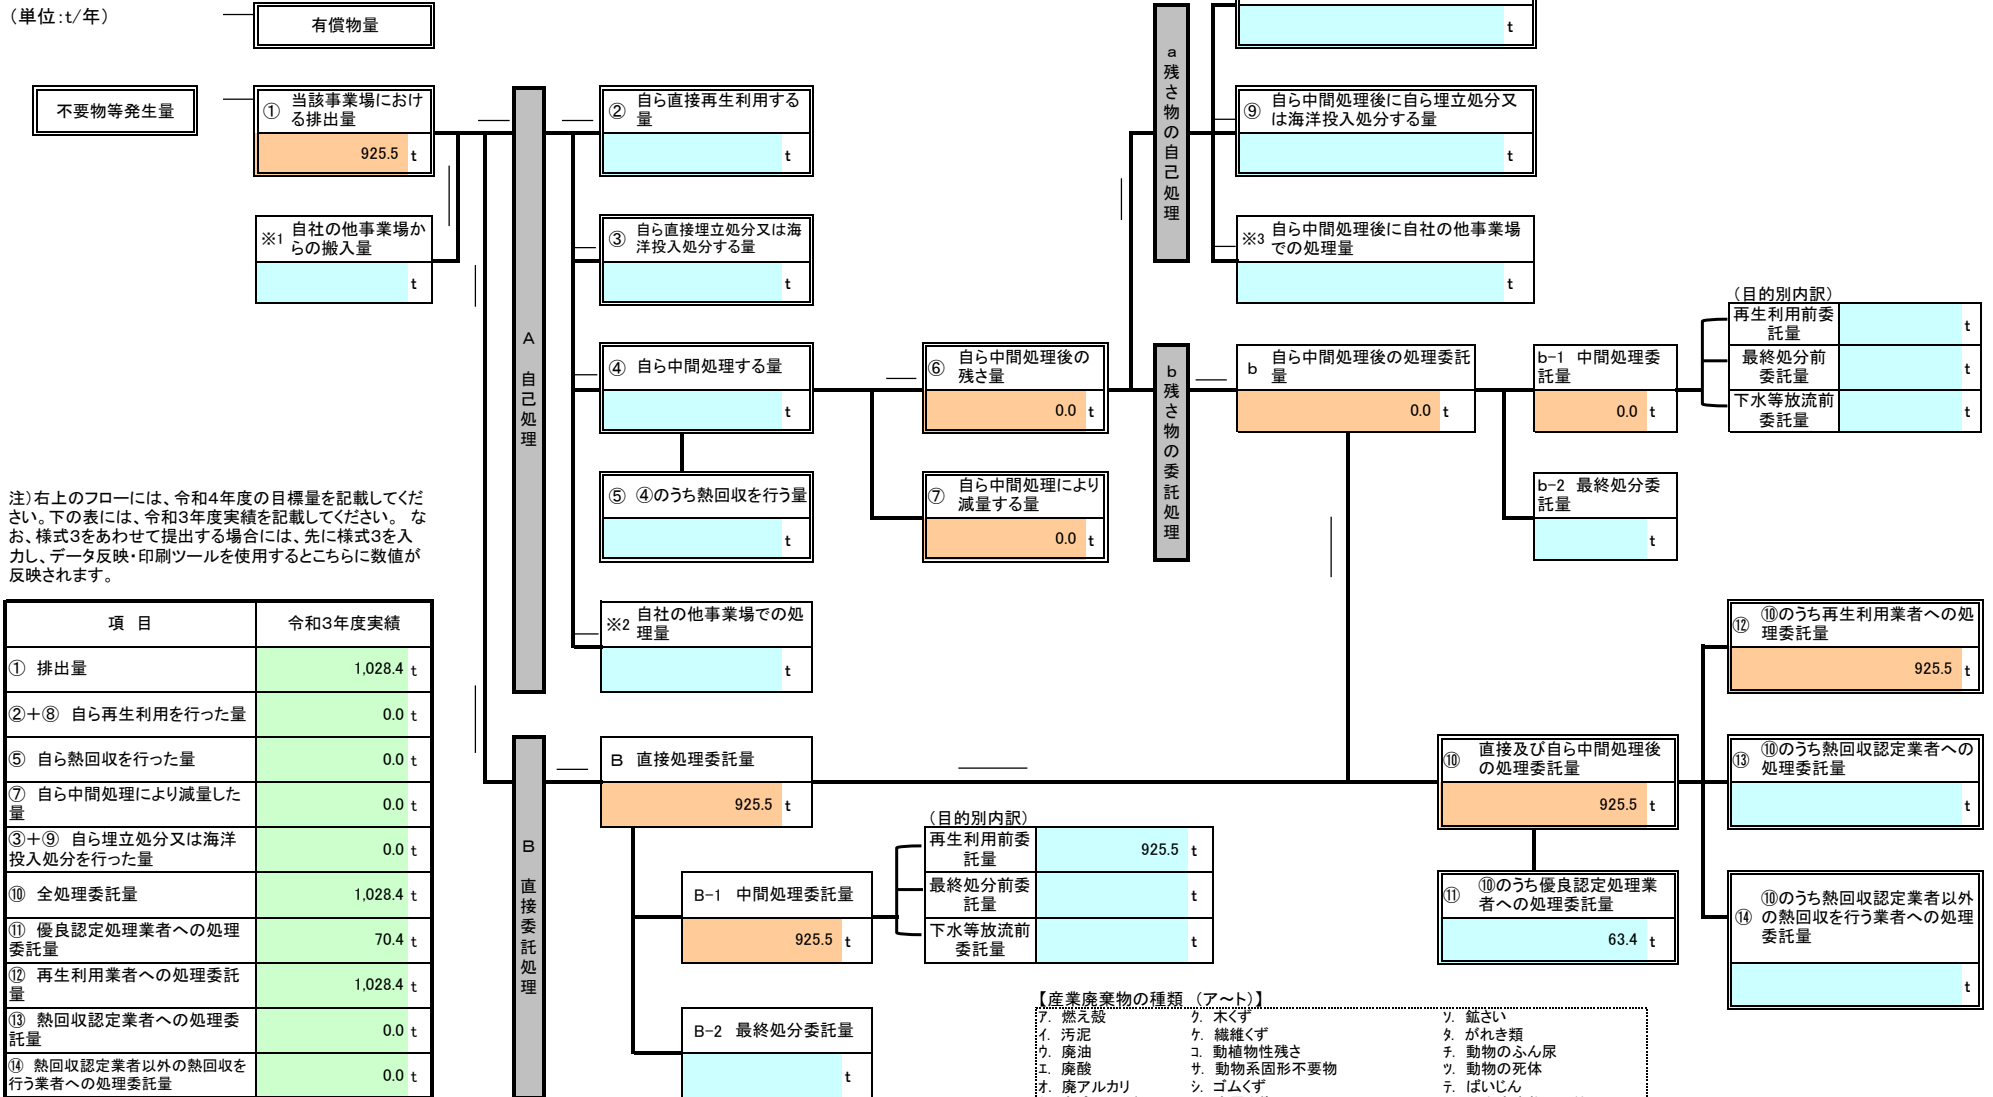 （単位：t/年）
有償物量
t
不要物等発生量
① 当該事業場におけ
る排出量
925.5 t
※1 自社の他事業場か
らの搬入量
t
A 自己処理
② 自ら直接再生利用する
量
t
③ 自ら直接埋立処分又は海
洋投入処分する量
t
④ 自ら中間処理する量
t
⑤ ④のうち熱回収を行う量
t
※2 自社の他事業場での処
理量
t
⑥ 自ら中間処理後の
残さ量
0.0 t
⑦ 自ら中間処理により
減量する量
0.0 t
a 残さ物の自己処理
⑨ 自ら中間処理後に自ら埋立処分又
は海洋投入処分する量
t
※3 自ら中間処理後に自社の他事業場
での処理量
t
b 残さ物の委託処理
b 自ら中間処理後の処理委託
量
0.0 t
b-1 中間処理委
託量
0.0 t
b-2 最終処分委
託量
t
（目的別内訳）
再生利用前委
託量
t
最終処分前
委託量
t
下水等放流前
委託量
t
注）右上のフローには、令和4年度の目標量を記載してくだ
さい。下の表には、令和3年度実績を記載してください。 な
お、様式3をあわせて提出する場合には、先に様式3を入
力し、データ反映・印刷ツールを使用するとこちらに数値が
反映されます。
項 目 令和3年度実績
① 排出量 1,028.4 t
②＋⑧ 自ら再生利用を行った量 0.0 t
⑤ 自ら熱回収を行った量 0.0 t
⑦ 自ら中間処理により減量した
量 0.0 t
③＋⑨ 自ら埋立処分又は海洋
投入処分を行った量 0.0 t
⑩ 全処理委託量 1,028.4 t
⑪ 優良認定処理業者への処理
委託量 70.4 t
⑫ 再生利用業者への処理委託
量 1,028.4 t
⑬ 熱回収認定業者への処理委
託量 0.0 t
⑭ 熱回収認定業者以外の熱回収を
行う業者への処理委託量 0.0 t
B 直接委託処理
B 直接処理委託量
925.5 t
B-1 中間処理委託量
925.5 t
B-2 最終処分委託量
t
（目的別内訳）
再生利用前委
託量
925.5 t
最終処分前委
託量
t
下水等放流前
委託量
t
⑩ 直接及び自ら中間処理後
の処理委託量
925.5 t
⑪ ⑩のうち優良認定処理業
者への処理委託量
63.4 t
⑫ ⑩のうち再生利用業者への処
理委託量
925.5 t
⑬ ⑩のうち熱回収認定業者への
処理委託量
t
⑭ ⑩のうち熱回収認定業者以外
の熱回収を行う業者への処理
委託量
t
【産業廃棄物の種類 （ア～ト）】
ア. 燃え殻 ク. 木くず ソ. 鉱さい
イ. 汚泥 ケ. 繊維くず タ. がれき類
ウ. 廃油 コ. 動植物性残さ チ. 動物のふん尿
エ. 廃酸 サ. 動物系固形不要物 ツ. 動物の死体
オ. 廃アルカリ シ. ゴムくず テ. ばいじん